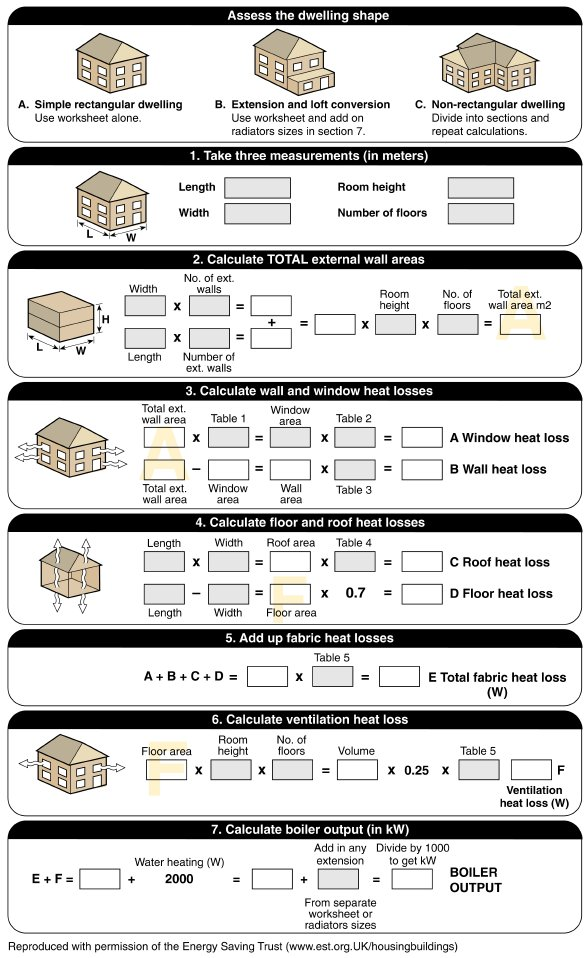 Assess the dwelling shape
A. Simple rectangular dwelling
Use worksheet alone.
B. Extension and loft conversion
Use worksheet and add on
radiators sizes in section 7.
C. Non-rectangular dwelling
Divide into sections and
repeat calculations.
1. Take three measurements (in meters)
L W
Length
Room height
Width
Number of floors
2. Calculate TOTAL external wall areas
H
L W
Width
No. of ext.
walls
x =
+
x =
Length
Number of
ext. walls
=
x
Room
height
x
No. of
floors
=
Total ext.
wall area m2
A
3. Calculate wall and window heat losses
Total ext.
wall area
Table 1
Window
area
Table 2
A
x = x = A Window heat loss
– = x = B Wall heat loss
Total ext.
wall area
Window
area
Wall
area
Table 3
4. Calculate floor and roof heat losses
Length Width Roof area Table 4
x = x = C Roof heat loss
– = x 0.7 = D Floor heat loss
F
Length Width Floor area
5. Add up fabric heat losses
Table 5
A + B + C + D = x = E Total fabric heat loss
(W)
6. Calculate ventilation heat loss
Floor area
Room
height
No. of
floors
Volume
Table 5
F
x x = x 0.25 x F
Ventilation
heat loss (W)
7. Calculate boiler output (in kW)
Water heating (W)
Add in any
extension
Divide by 1000
to get kW
E + F = + 2000 = + = BOILER
OUTPUT
From separate
worksheet or
radiators sizes
Reproduced with permission of the Energy Saving Trust (www.est.org.UK/housingbuildings)